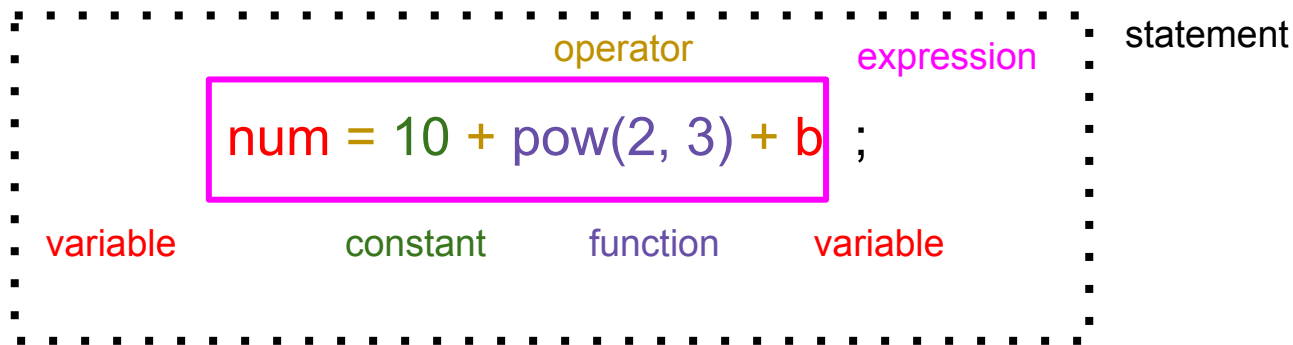 statement
operator
expression
num = 10 + pow(2, 3) + b ;
variable constant function variable